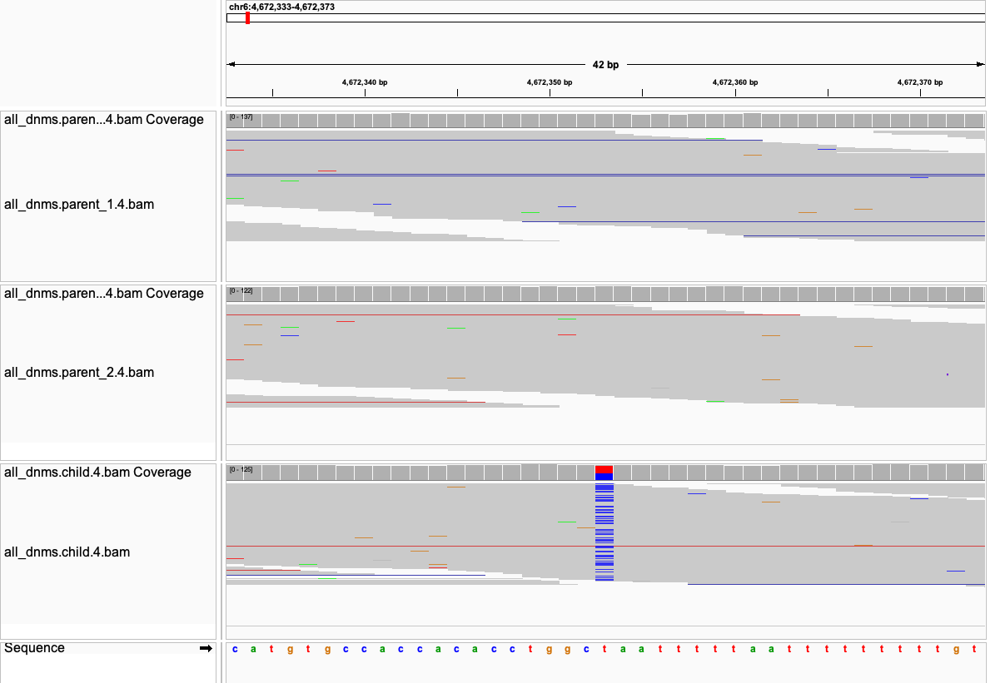 chr6:4,672,333-4,672,373
42 bp
4,672,340 bp 4,672,350 bp 4,672,360 bp 4,672,370 bp
all_dnms.paren...4.bam Coverage [0 - 137]
all_dnms.parent_1.4.bam
all_dnms.paren...4.bam Coverage [0 - 122]
all_dnms.parent_2.4.bam
all_dnms.child.4.bam Coverage [0 - 125]
all_dnms.child.4.bam
Sequence c a t g t g c c a c c a c a c c t g g c t a a t t t t t a a t t t t t t t t t g t